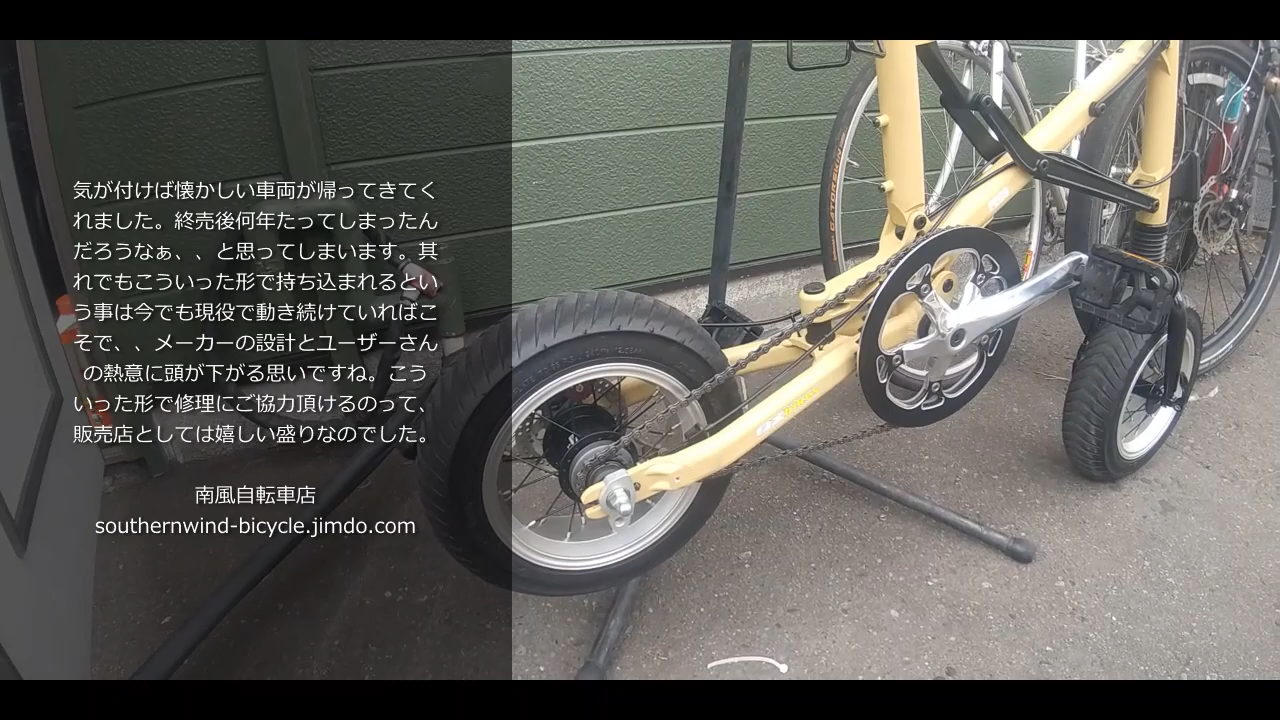 気が付けば懐かしい車両が帰ってきてく
れました。終売後何年たってしまったん
だろうなぁ、、と思ってしまいます。其
れでもこういった形で持ち込まれるとい
う事は今でも現役で動き続けていればこ
そで、、メーカーの設計とユーザーさん
の熱意に頭が下がる思いですね。こう
いった形で修理にご協力頂けるのって、
販売店としては嬉しい盛りなのでした。
南風自転車店
southernwind-bicycle.jimdo.com
GATORSKIN